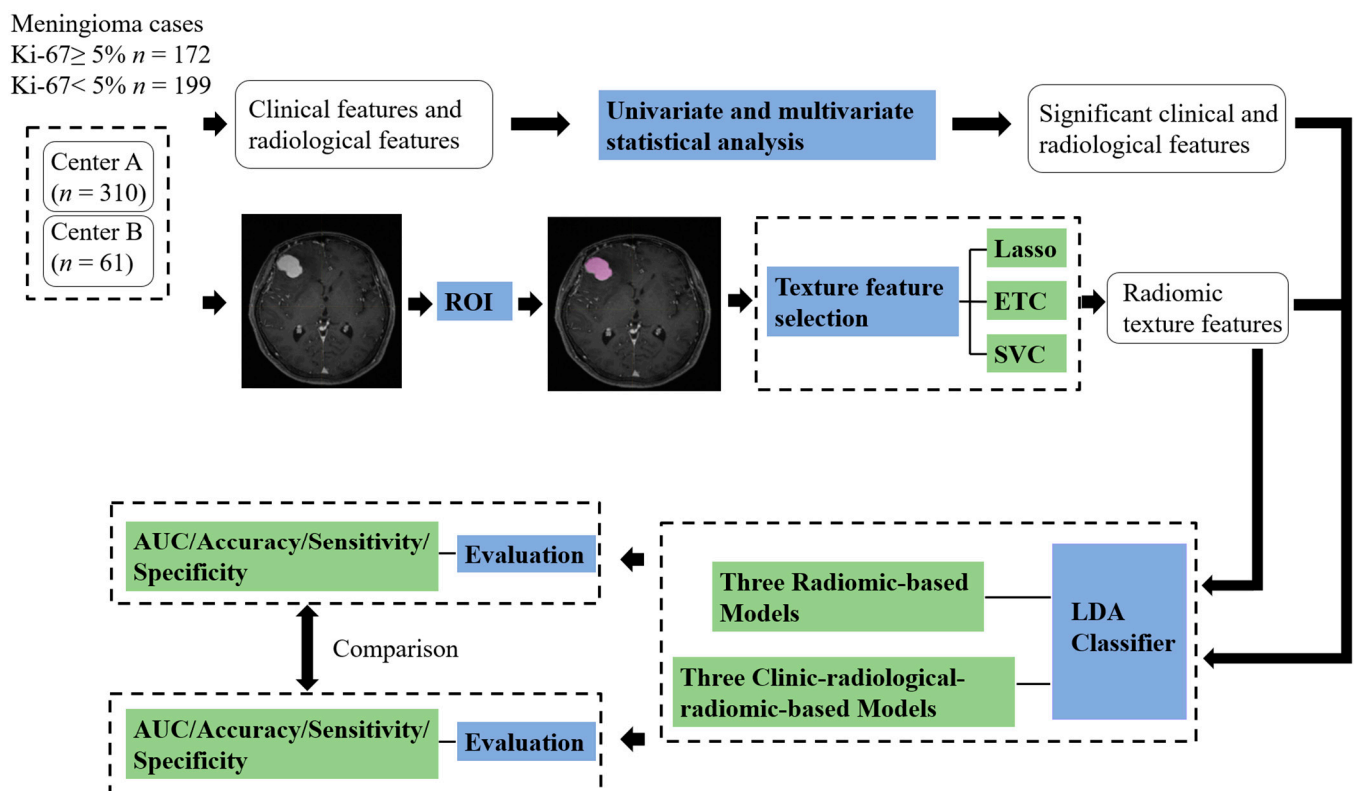 Meningioma cases
Ki-67≥ 5% n = 172
Ki-67< 5% n = 199
Center A
(n = 310)
Center B
(n = 61)
Clinical features and
radiological features
Univariate and multivariate
statistical analysis
Significant clinical and
radiological features
ROI
Texture feature
selection
Lasso
ETC
SVC
Radiomic
texture features
AUC/Accuracy/Sensitivity/
Specificity
Evaluation
Three Radiomic-based
Models
LDA
Classifier
Comparison
Three Clinic-radiological-
radiomic-based Models
AUC/Accuracy/Sensitivity/
Specificity
Evaluation